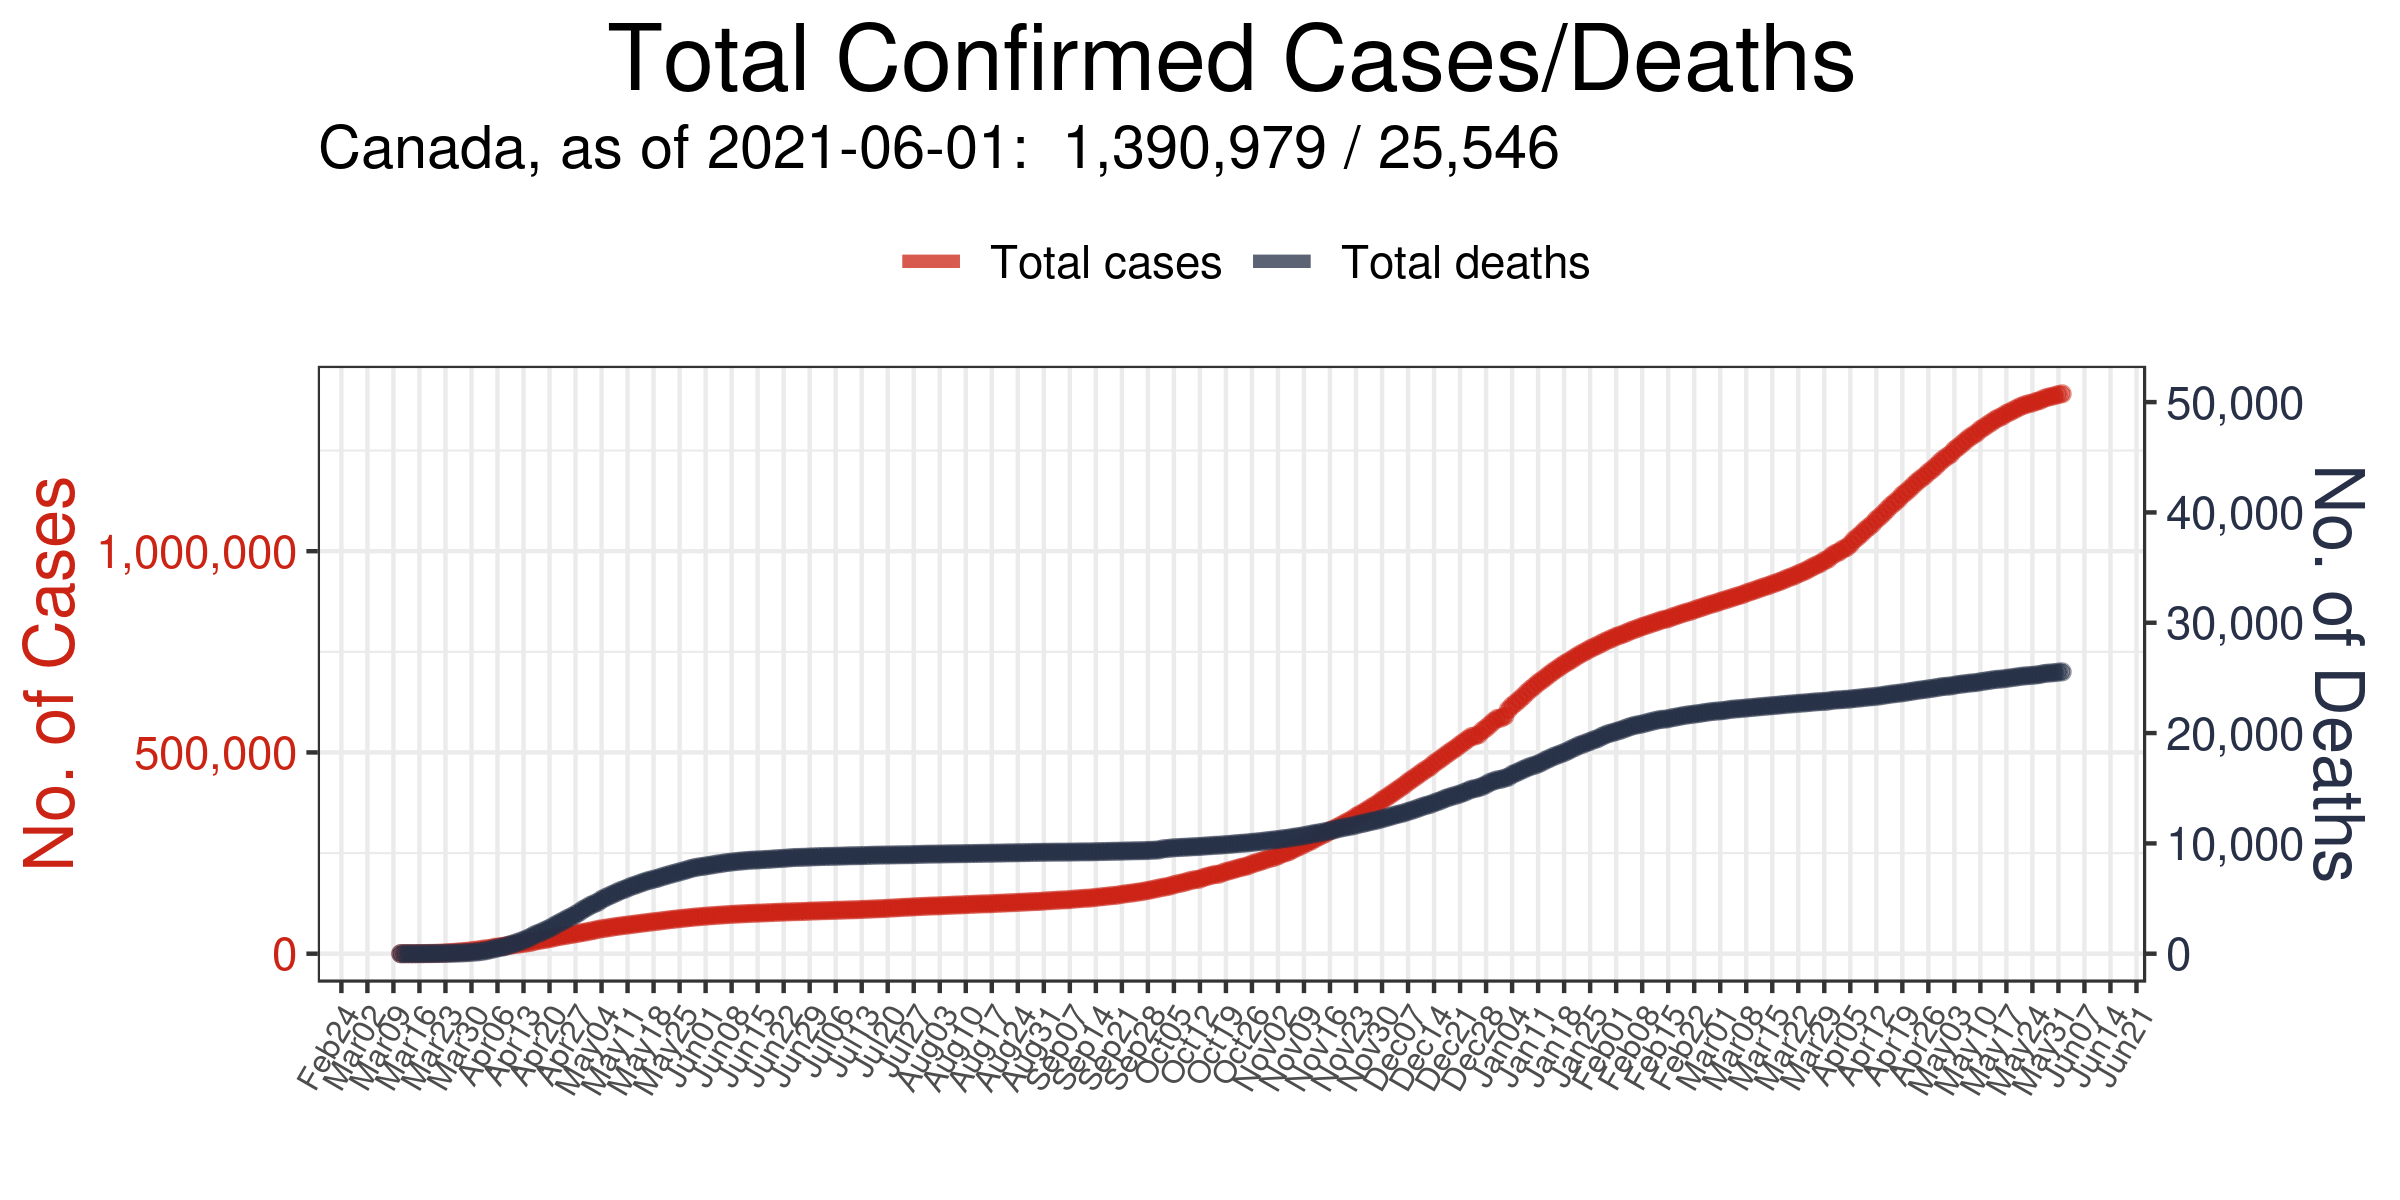 Total Confirmed Cases/Deaths
Canada, as of 2021-06-01:  1,390,979 / 25,546
Total cases
Total deaths
No. of Cases
1,000,000
500,000
0
50,000
40,000
30,000
20,000
10,000
0
No. of Deaths
Feb24
Mar02
Mar09
Mar16
Mar23
Mar30
Apr06
Apr13
Apr20
Apr27
May04
May11
May18
May25
Jun01
Jun08
Jun15
Jun22
Jun29
Jul06
Jul13
Jul20
Jul27
Aug03
Aug10
Aug17
Aug24
Aug31
Sep07
Sep14
Sep21
Sep28
Oct05
Oct12
Oct19
Oct26
Nov02
Nov09
Nov16
Nov23
Nov30
Dec07
Dec14
Dec21
Dec28
Jan04
Jan11
Jan18
Jan25
Feb01
Feb08
Feb15
Feb22
Mar01
Mar08
Mar15
Mar22
Mar29
Apr05
Apr12
Apr19
Apr26
May03
May10
May17
May24
May31
Jun07
Jun14
Jun21